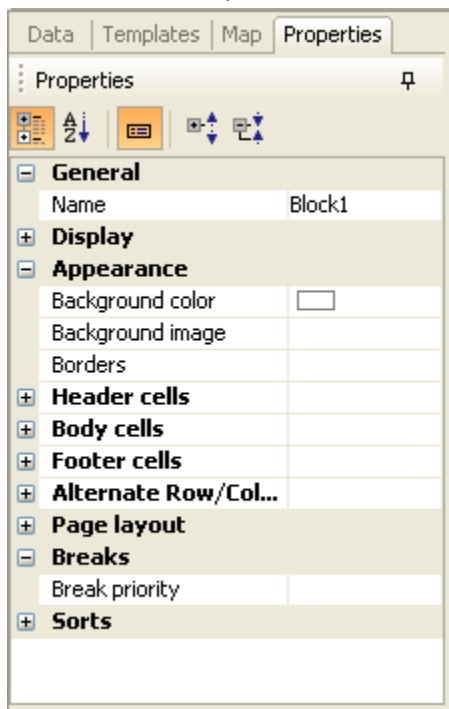 Data Templates Map Properties
Properties
General
Name Block1
Display
Appearance
Background color
Background image
Borders
Header cells
Body cells
Footer cells
Alternate Row/Col...
Page layout
Breaks
Break priority
Sorts